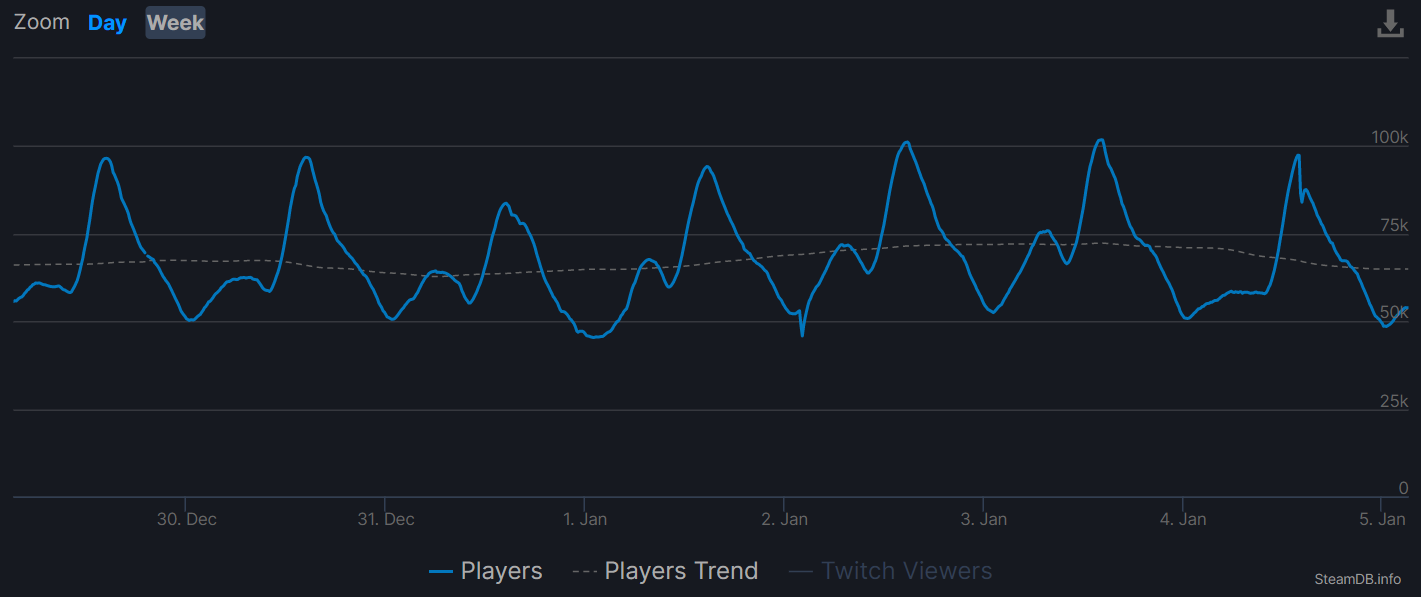 Zoom Day Week
100k
75k
50k
25k
0
30. Dec 31. Dec 1. Jan 2. Jan 3. Jan 4. Jan 5. Jan
Players Players Trend Twitch Viewers
SteamDB.info